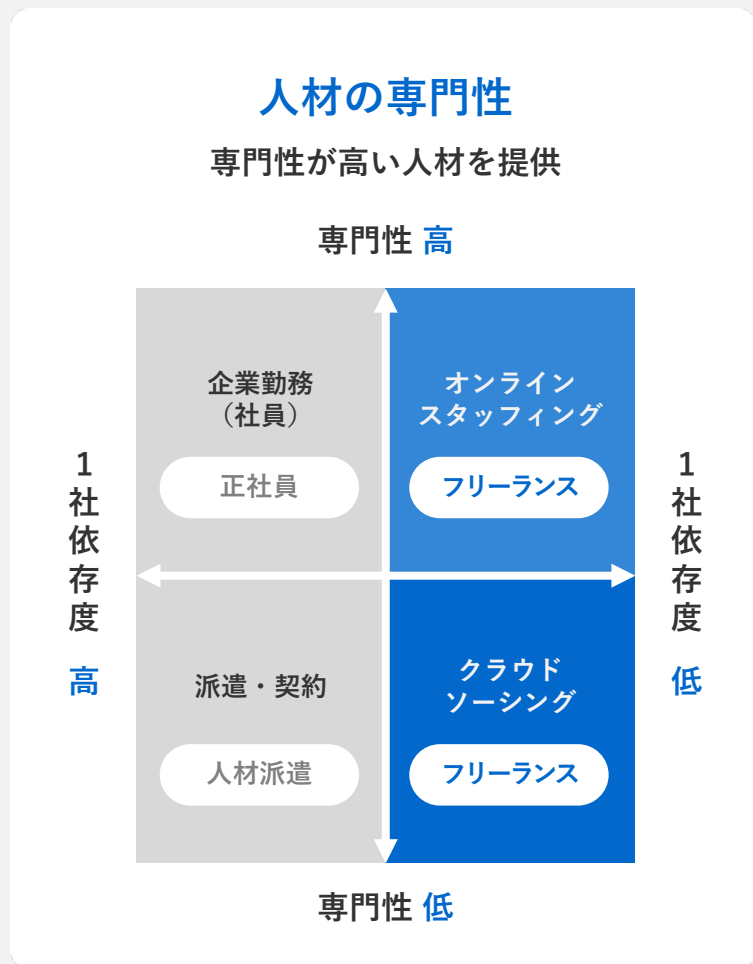 人材の専門性
専門性が高い人材を提供
専門性 高
企業勤務
（社員）
正社員
オンライン
スタッフィング
フリーランス
1社依存度 高
1社依存度 低
派遣・契約
人材派遣
クラウド
ソーシング
フリーランス
専門性 低